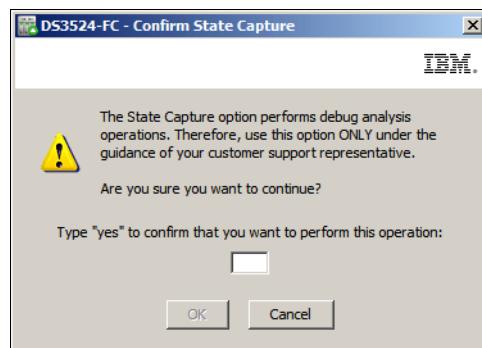 DS3524-FC - Confirm State Capture
IBM.
The State Capture option performs debug analysis
operations. Therefore, use this option ONLY under the
guidance of your customer support representative.
Are you sure you want to continue?
Type "yes" to confirm that you want to perform this operation:
OK
Cancel